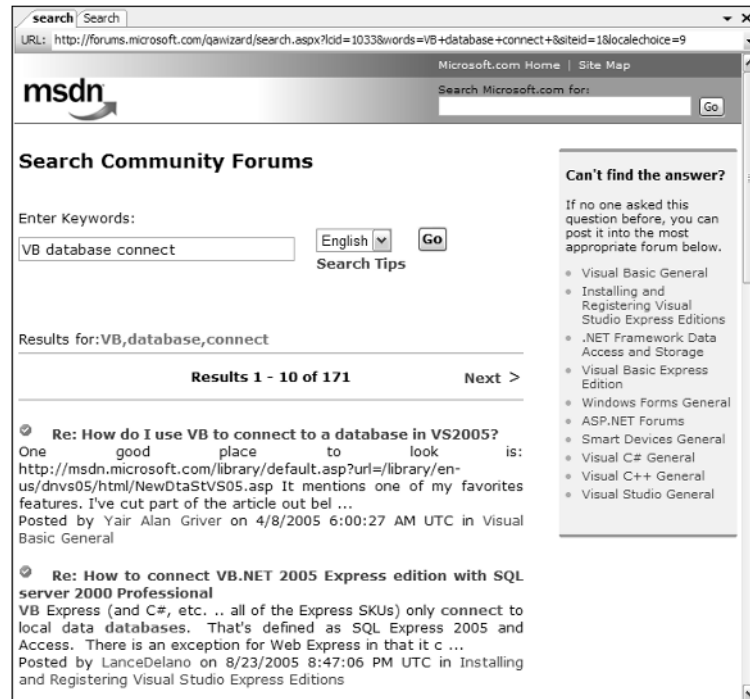 search Search
URL: http://forums.microsoft.com/qawizard/search.aspx?lcid=1033&words=VB+database+connect+&siteid=1&localechoice=9
Microsoft.com Home | Site Map
msdn
Search Microsoft.com for:
Go
Search Community Forums
Enter Keywords:
VB database connect
English
Go
Search Tips
Results for:VB,database,connect
Results 1 - 10 of 171
Next >
Re: How do I use VB to connect to a database in VS2005?
One good place to look is:
http://msdn.microsoft.com/library/default.asp?url=/library/en-
us/dnvs05/html/NewDtaStVS05.asp It mentions one of my favorites
features. I've cut part of the article out bel ...
Posted by Yair Alan Griver on 4/8/2005 6:00:27 AM UTC in Visual
Basic General
Re: How to connect VB.NET 2005 Express edition with SQL
server 2000 Professional
VB Express (and C#, etc. .. all of the Express SKUs) only connect to
local data databases. That's defined as SQL Express 2005 and
Access. There is an exception for Web Express in that it c ...
Posted by LanceDelano on 8/23/2005 8:47:06 PM UTC in Installing
and Registering Visual Studio Express Editions
Can't find the answer?
If no one asked this
question before, you can
post it into the most
appropriate forum below.
Visual Basic General
Installing and
Registering Visual
Studio Express Editions
.NET Framework Data
Access and Storage
Visual Basic Express
Edition
Windows Forms General
ASP.NET Forums
Smart Devices General
Visual C# General
Visual C++ General
Visual Studio General